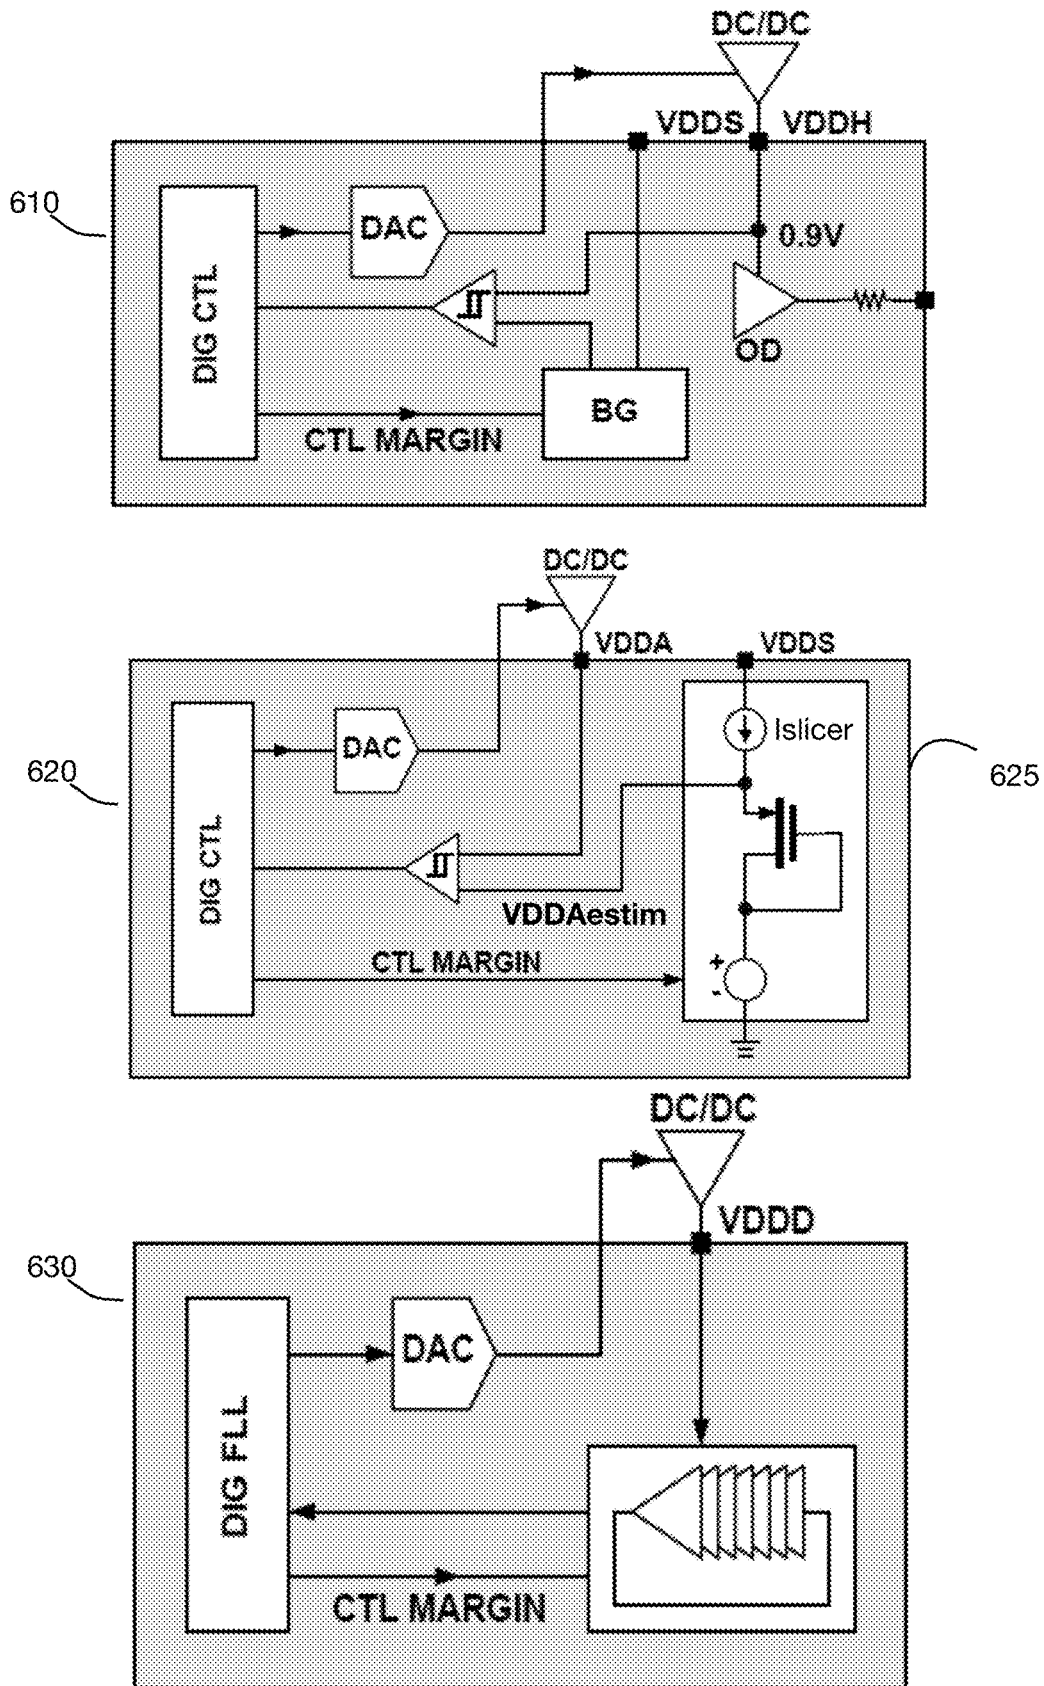 DC/DC
VDDS VDDH
610
DAC
0.9V
DIG CTL
OD
BG
CTL MARGIN
DC/DC
VDDA VDDS
Islicer
DAC
620
625
DIG CTL
VDDAestim
CTL MARGIN
+
-
DC/DC
VDDD
630
DAC
DIG FLL
CTL MARGIN